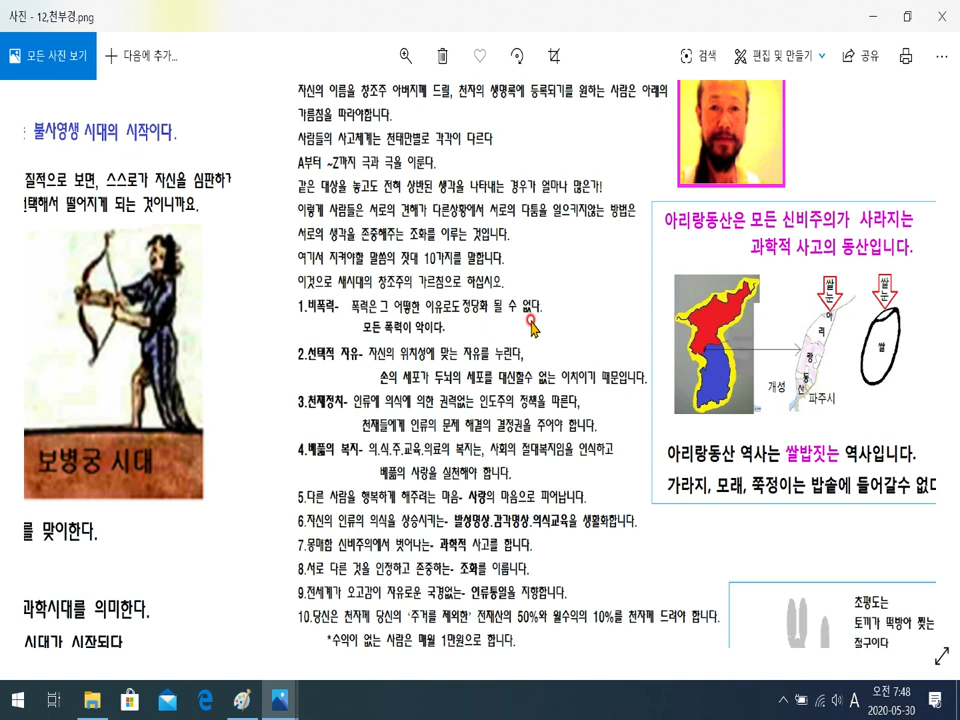 사진 - 12,천부경.png
모든 사진 보기
다음에 추가...
검색
편집 및 만들기
공유
불사영생 시대의 시작이다.
질적으로 보면, 스스로가 자신을 심판하기
선택해서 떨어지게 되는 것이니까요.
보병궁 시대
를 맞이한다.
과학시대를 의미한다.
시대가 시작되다
자신의 이름을 창조주 아버지께 드릴, 천자의 생명록에 등록되기를 원하는 사람은 아래의
가름침을 따라야합니다.
사람들의 사고체계는 천태만별로 각각이 다르다
A부터 ~Z까지 극과 극을 이룬다.
같은 대상을 놓고도 전혀 상반된 생각을 나타내는 경우가 얼마나 많은가!
이렇게 사람들은 서로의 견해가 다른상황에서 서로의 다툼을 일으키지않는 방법은
서로의 생각을 존중해주는 조화를 이루는 것입니다.
여기서 지켜야할 말씀의 잣대 10가지를 말합니다.
이것으로 새시대의 창조주의 가르침으로 하십시오.
1.비폭력- 폭력은 그 어떻한 이유로도 정당화 될 수 없다.
모든 폭력이 악이다.
2.선택적 자유- 자신의 위치성에 맞는 자유를 누린다,
손의 세포가 두뇌의 세포를 대신할수 없는 이치이기 때문입니다.
3.천재정치- 인류에 의식에 의한 권력없는 인도주의 정책을 따른다,
천재들에게 인류의 문제 해결의 결정권을 주어야 합니다.
4.베품의 복지- 의.식.주.교육.의료의 복지는, 사회의 절대복지임을 인식하고
베품의 사랑을 실천해야 합니다.
5.다른 사람을 행복하게 해주려는 마음- 사랑의 마음으로 피어납니다.
6.자신의 인류의 의식을 상승시키는- 발성명상.감각명상.의식교육을 생활화합니다.
7.몽매함 신비주의에서 벗어나는- 과학적 사고를 합니다.
8.서로 다른 것을 인정하고 존중하는- 조화를 이룹니다.
9.전세계가 오고감이 자유로운 국경없는- 인류통일을 지향합니다.
10.당신은 천자께 당신의 '주거를 제외한' 전재산의 50%와 월수익의 10%를 천자께 드려야 합니다.
*수익이 없는 사람은 매월 1만원으로 합니다.
아리랑동산은 모든 신비주의가 사라지는
과학적 사고의 동산입니다.
쌀눈
쌀눈
아
리
랑
동
산
쌀
개성
파주시
아리랑동산 역사는 쌀밥짓는 역사입니다.
가라지, 모래, 쭉정이는 밥솥에 들어갈수 없다
초평도는
토끼가 떡방아 찧는
절구이다
A
오전 7:48
2020-05-30